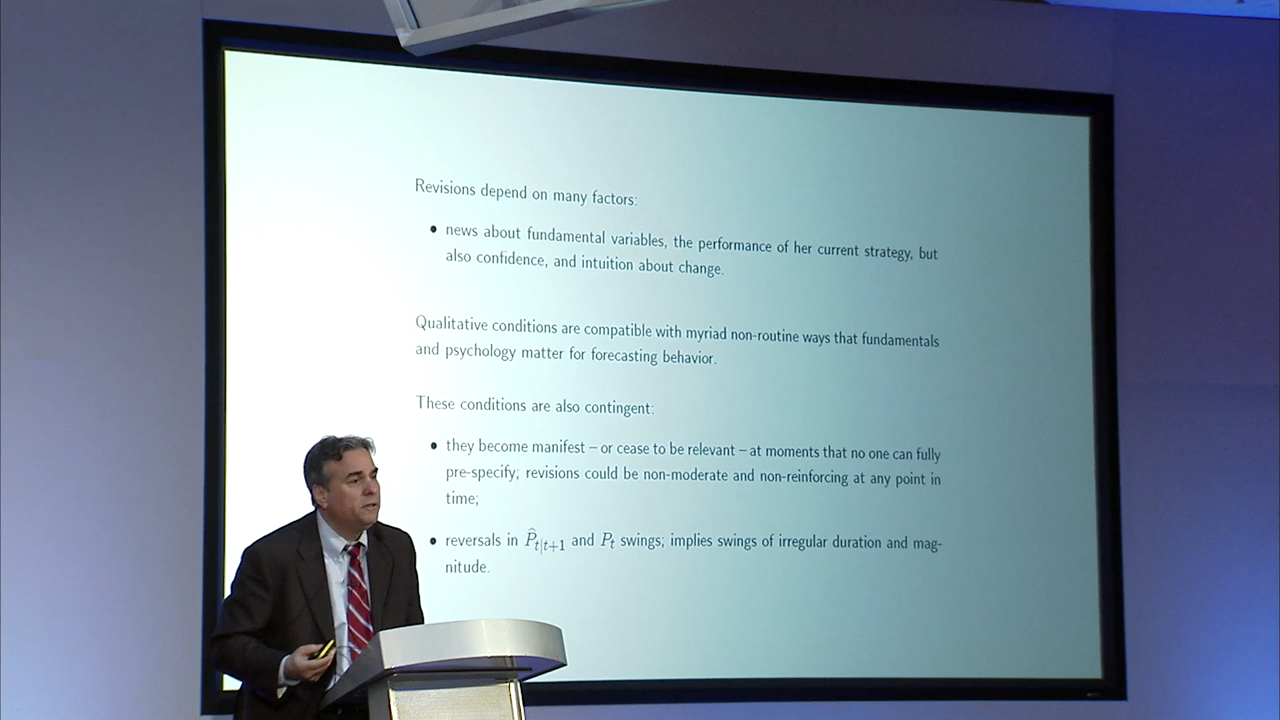 Revisions depend on many factors:
• news about fundamental variables, the performance of her current strategy, but
also confidence, and intuition about change.
Qualitative conditions are compatible with myriad non-routine ways that fundamentals
and psychology matter for forecasting behavior.
These conditions are also contingent:
• they become manifest – or cease to be relevant – at moments that no one can fully
pre-specify; revisions could be non-moderate and non-reinforcing at any point in
time;
• reversals in P̂t|t+1 and Pt swings; implies swings of irregular duration and mag-
nitude.